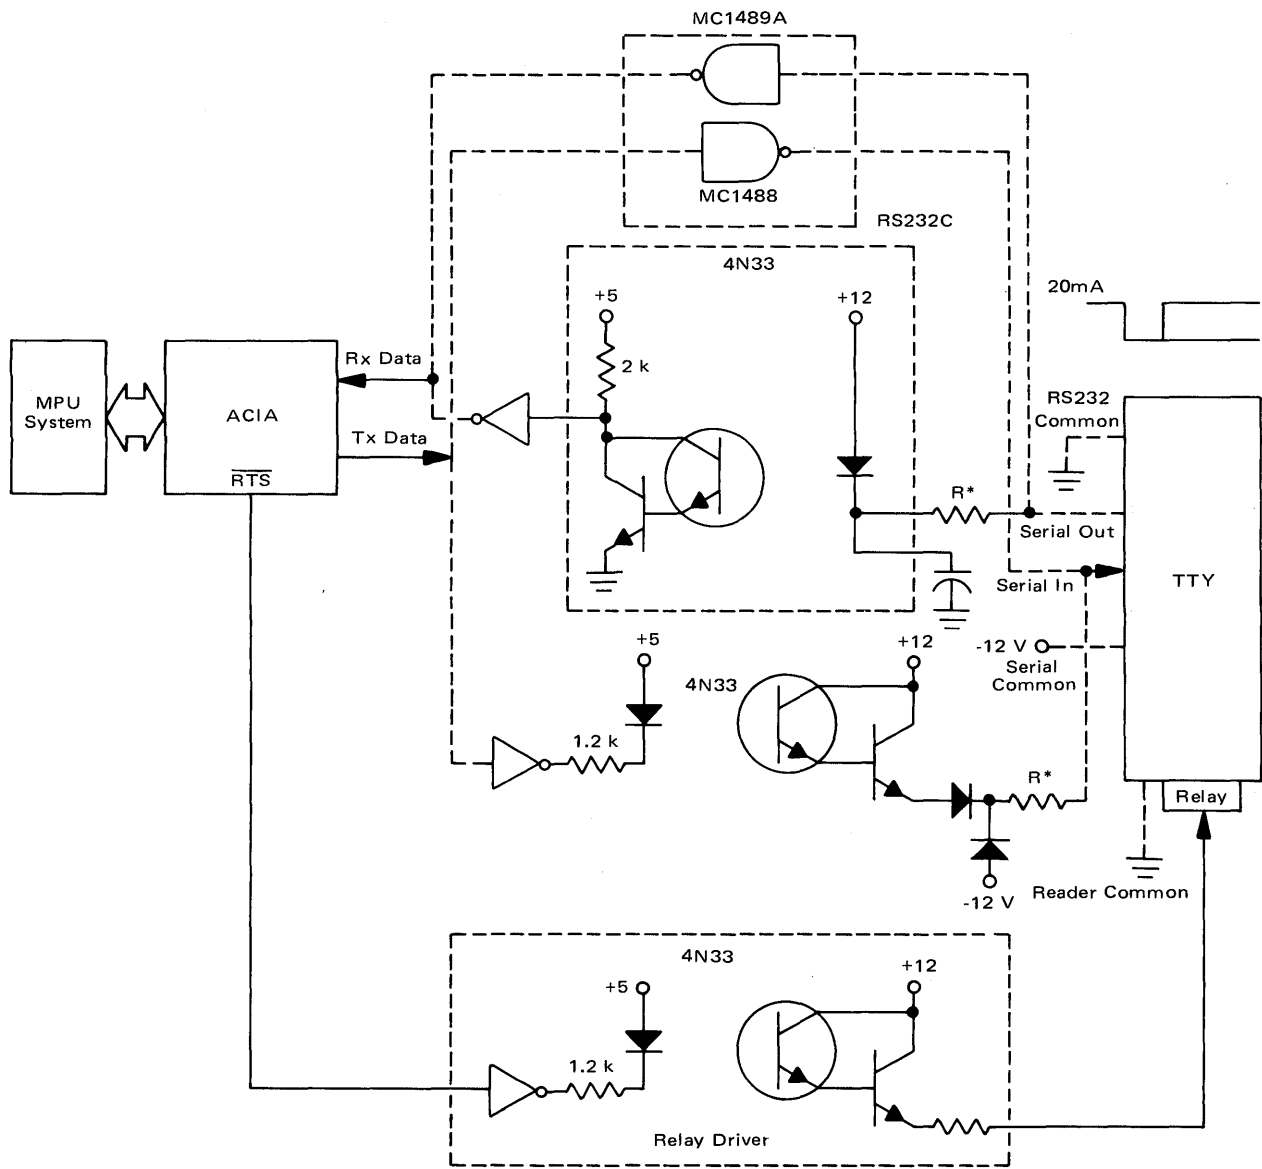 MC1489A
MC1488
RS232C
4N33
+5
+12
20mA
2 k
Rx Data
MPU
System
ACIA
Tx Data
RTS
RS232
Common
R*
Serial Out
Serial In
TTY
+5
+12
-12 V
Serial
Common
4N33
1.2 k
R*
Relay
-12 V
Reader Common
4N33
+12
+5
1.2 k
Relay Driver